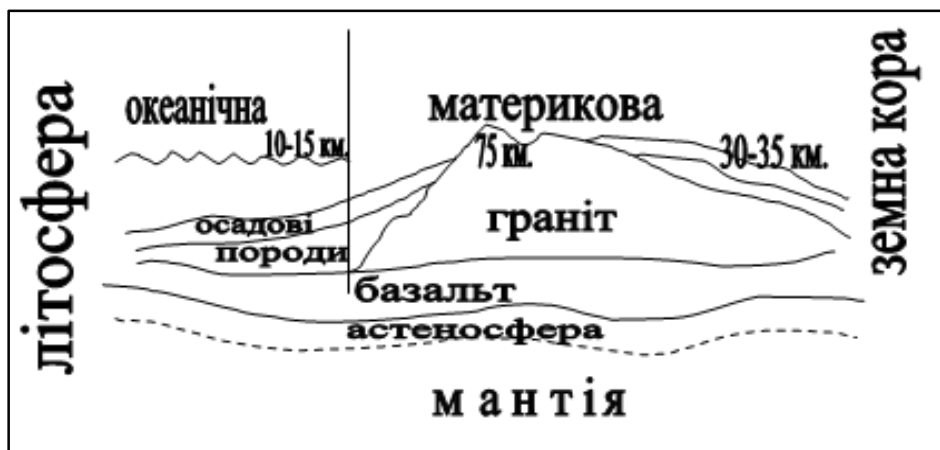 літосфера
океанічна
10-15 км.
материкова
75 км.
30-35 км.
земна кора
осадові
породи
граніт
базальт
астеносфера
мантія